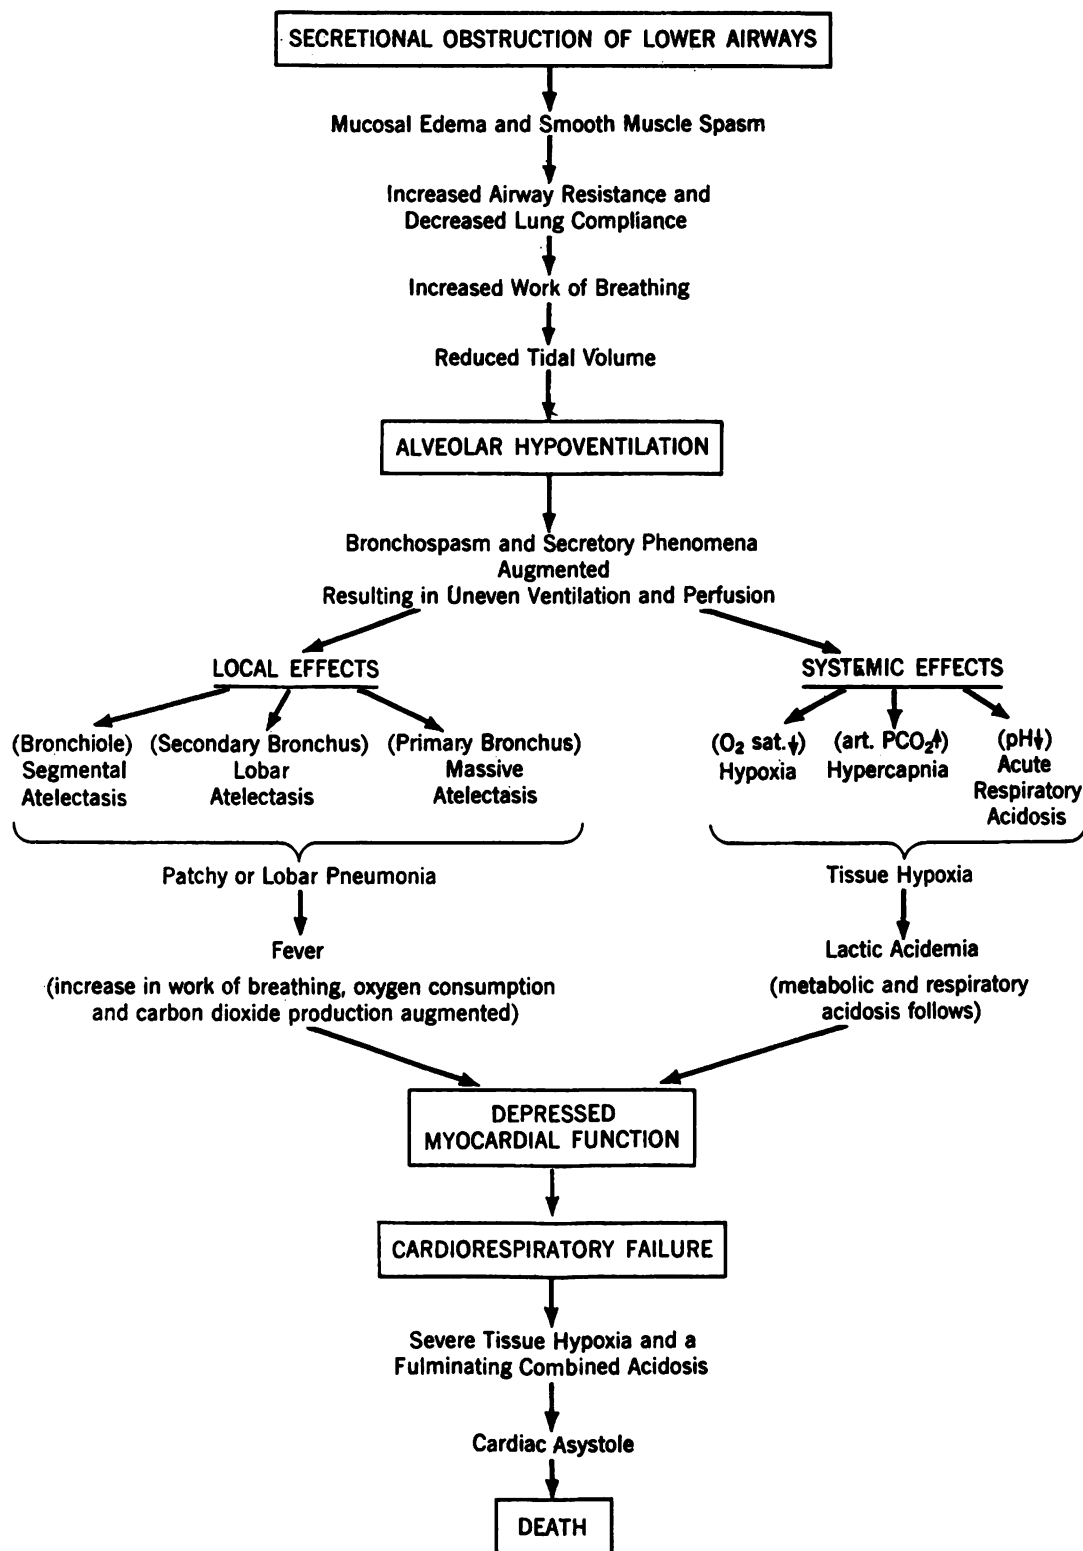 SECRETIONAL OBSTRUCTION OF LOWER AIRWAYS
Mucosal Edema and Smooth Muscle Spasm
Increased Airway Resistance and
Decreased Lung Compliance
Increased Work of Breathing
Reduced Tidal Volume
ALVEOLAR HYPOVENTILATION
Bronchospasm and Secretory Phenomena
Augmented
Resulting in Uneven Ventilation and Perfusion
LOCAL EFFECTS
(Bronchiole)
Segmental
Atelectasis
(Secondary Bronchus)
Lobar
Atelectasis
(Primary Bronchus)
Massive
Atelectasis
Patchy or Lobar Pneumonia
Fever
(increase in work of breathing, oxygen consumption
and carbon dioxide production augmented)
SYSTEMIC EFFECTS
(O₂ sat.↓)
Hypoxia
(art. PCO₂↑)
Hypercapnia
(pH↓)
Acute
Respiratory
Acidosis
Tissue Hypoxia
Lactic Acidemia
(metabolic and respiratory
acidosis follows)
DEPRESSED
MYOCARDIAL FUNCTION
CARDIORESPIRATORY FAILURE
Severe Tissue Hypoxia and a
Fulminating Combined Acidosis
Cardiac Asystole
DEATH